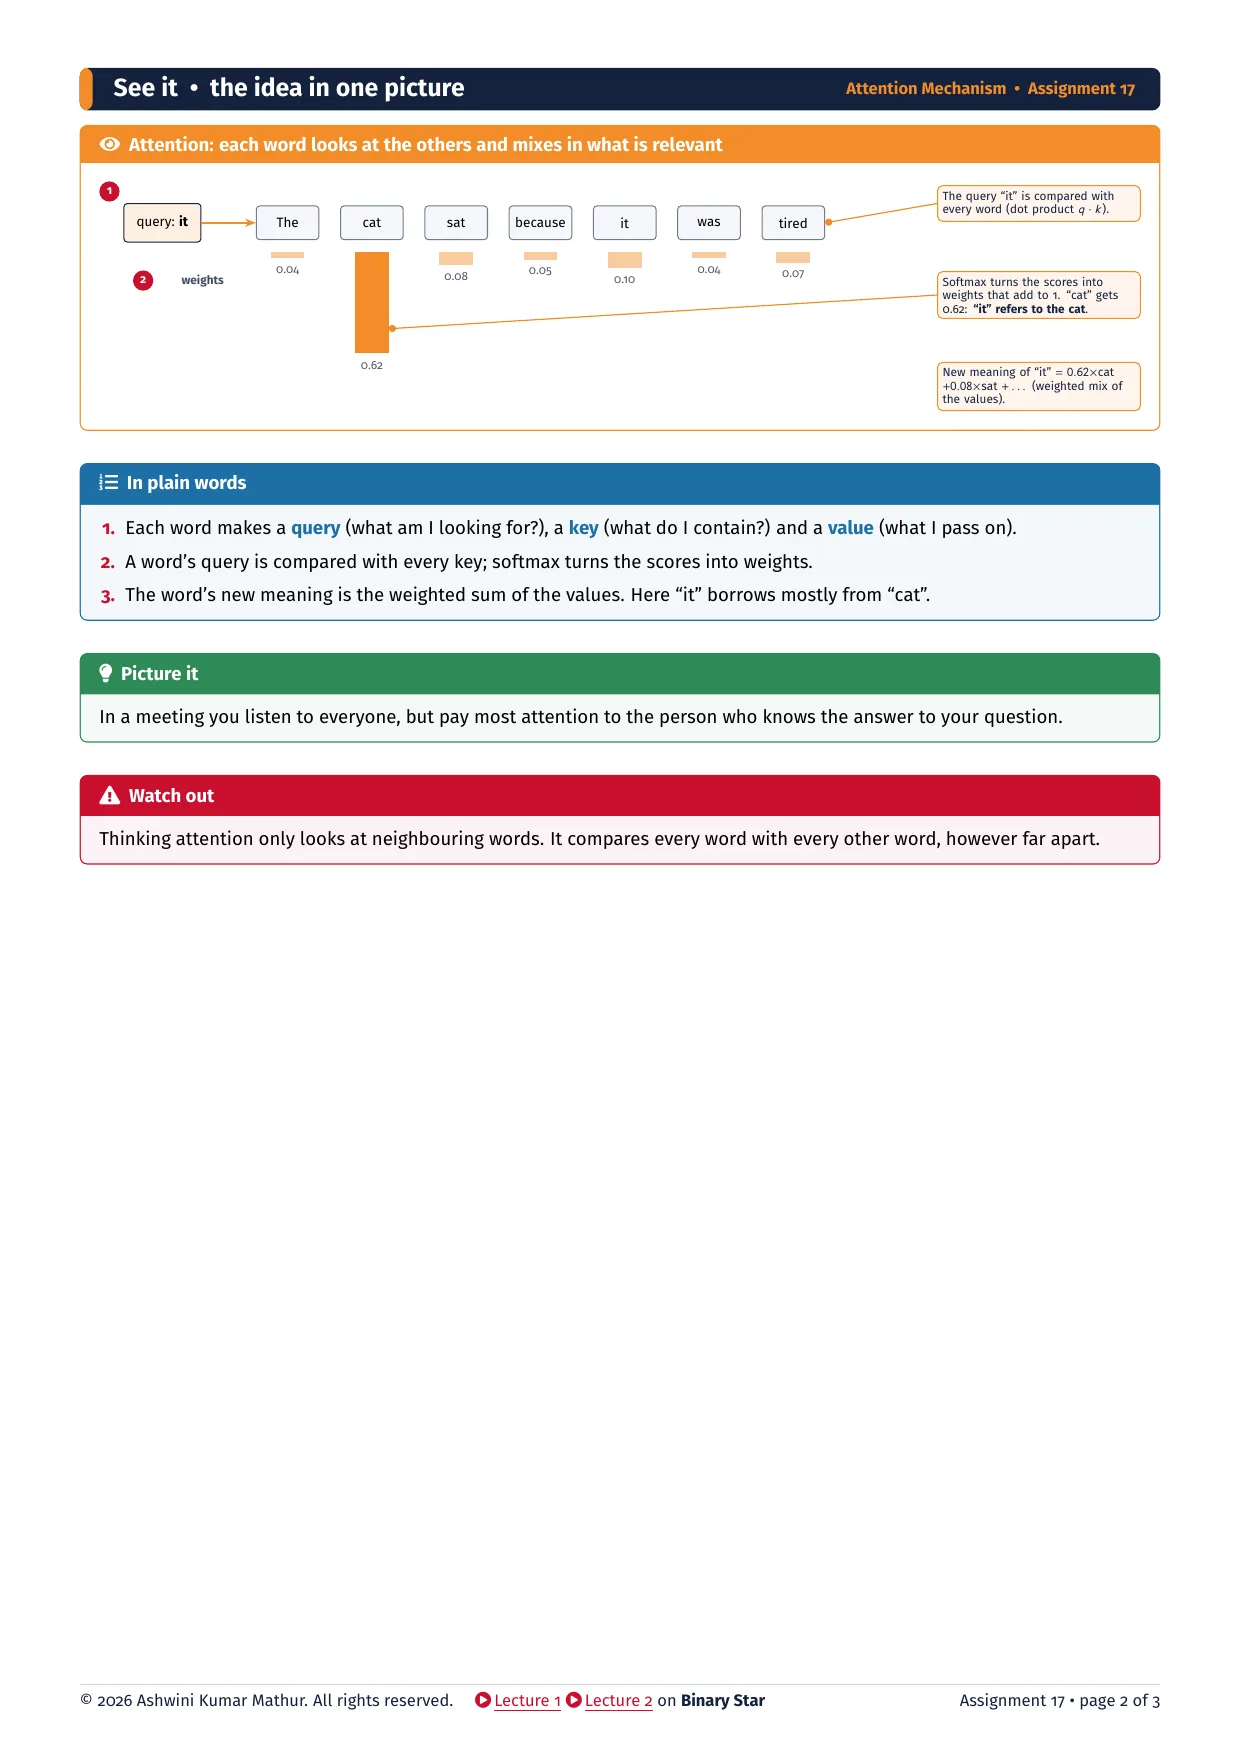 See it • the idea in one picture
Attention Mechanism • Assignment 17
Attention: each word looks at the others and mixes in what is relevant
1
query: it
The
cat
sat
because
it
was
tired
The query “it” is compared with
every word (dot product q · k).
2
weights
0.04
0.62
0.08
0.05
0.10
0.04
0.07
Softmax turns the scores into
weights that add to 1. “cat” gets
0.62: “it” refers to the cat.
New meaning of “it” = 0.62×cat
+0.08×sat + . . . (weighted mix of
the values).
In plain words
1. Each word makes a query (what am I looking for?), a key (what do I contain?) and a value (what I pass on).
2. A word’s query is compared with every key; softmax turns the scores into weights.
3. The word’s new meaning is the weighted sum of the values. Here “it” borrows mostly from “cat”.
Picture it
In a meeting you listen to everyone, but pay most attention to the person who knows the answer to your question.
Watch out
Thinking attention only looks at neighbouring words. It compares every word with every other word, however far apart.
© 2026 Ashwini Kumar Mathur. All rights reserved. Lecture 1 Lecture 2 on Binary Star
Assignment 17 • page 2 of 3